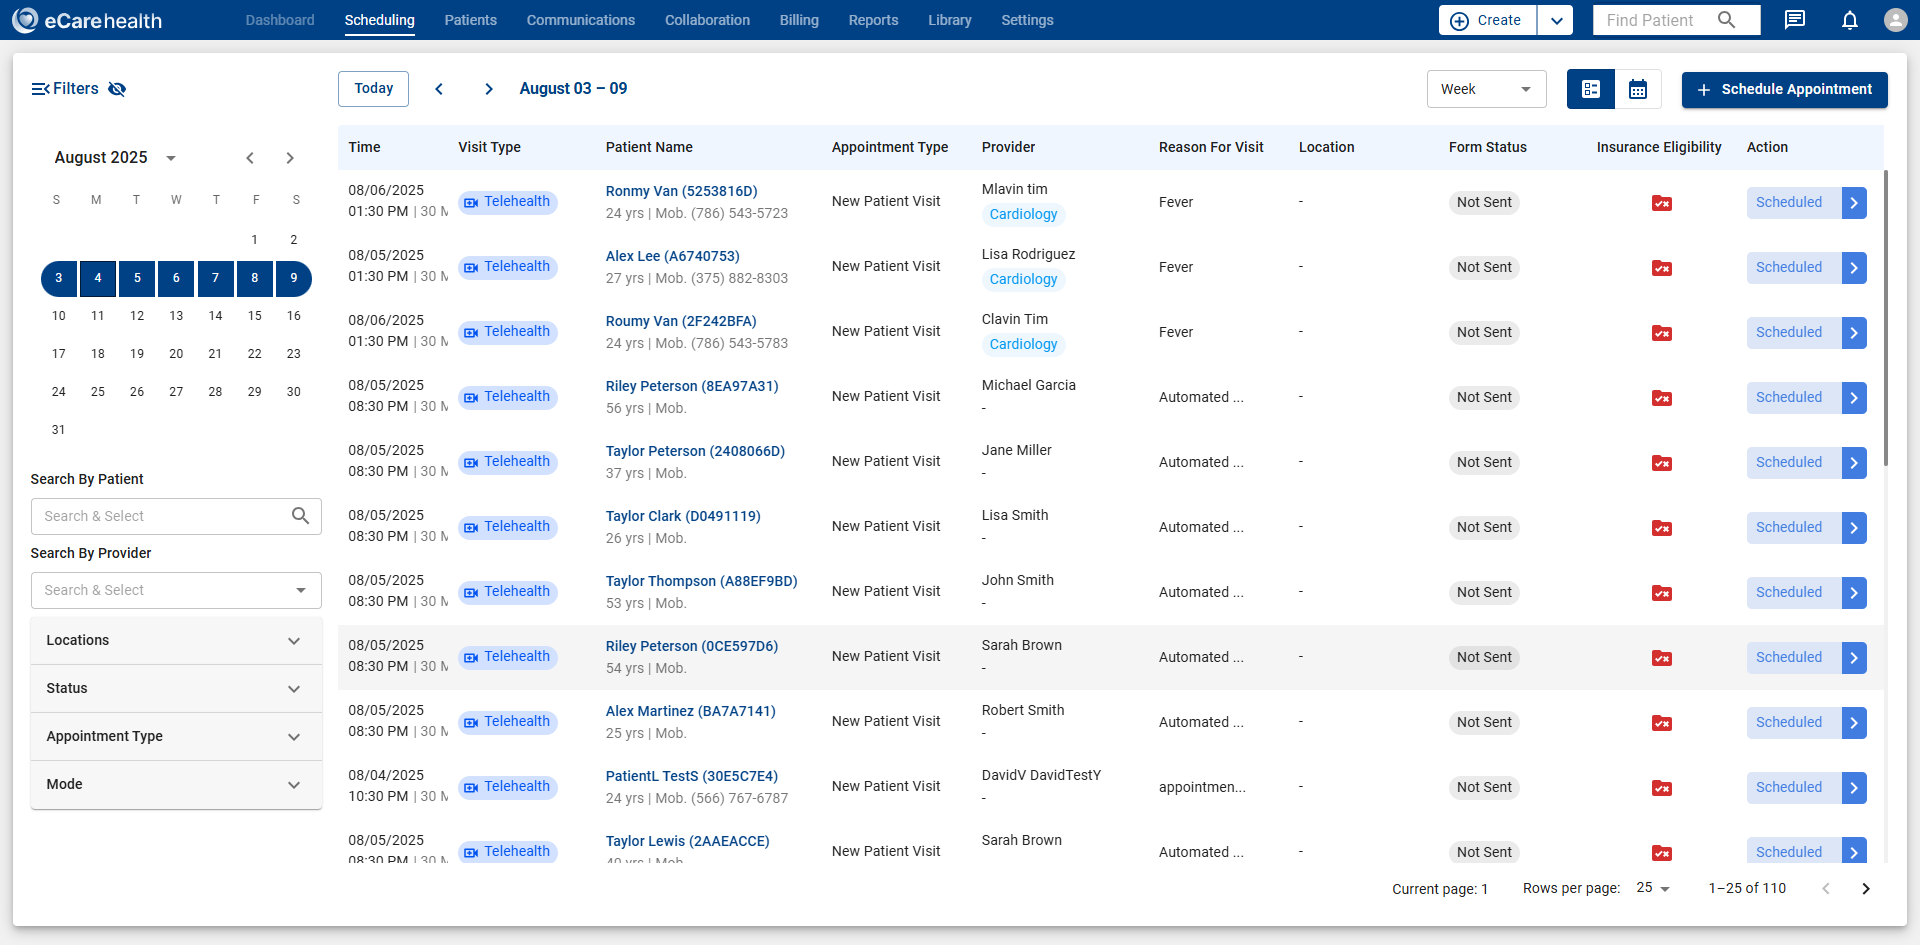 eCarehealth Dashboard Scheduling Patients Communications Collaboration Billing Reports Library Settings Create Find Patient
Filters Today August 03 – 09 Week Schedule Appointment
August 2025
S M T W T F S
1 2
3 4 5 6 7 8 9
10 11 12 13 14 15 16
17 18 19 20 21 22 23
24 25 26 27 28 29 30
31
Search By Patient
Search & Select
Search By Provider
Search & Select
Locations
Status
Appointment Type
Mode
Time Visit Type Patient Name Appointment Type Provider Reason For Visit Location Form Status Insurance Eligibility Action
08/06/2025 Ronmy Van (5253816D) Mlavin tim
01:30 PM | 30 M Telehealth 24 yrs | Mob. (786) 543-5723 New Patient Visit Cardiology Fever - Not Sent Scheduled
08/05/2025 Alex Lee (A6740753) Lisa Rodriguez
01:30 PM | 30 M Telehealth 27 yrs | Mob. (375) 882-8303 New Patient Visit Cardiology Fever - Not Sent Scheduled
08/06/2025 Roumy Van (2F242BFA) Clavin Tim
01:30 PM | 30 M Telehealth 24 yrs | Mob. (786) 543-5783 New Patient Visit Cardiology Fever - Not Sent Scheduled
08/05/2025 Riley Peterson (8EA97A31) Michael Garcia
08:30 PM | 30 M Telehealth 56 yrs | Mob. New Patient Visit - Automated ... - Not Sent Scheduled
08/05/2025 Taylor Peterson (2408066D) Jane Miller
08:30 PM | 30 M Telehealth 37 yrs | Mob. New Patient Visit - Automated ... - Not Sent Scheduled
08/05/2025 Taylor Clark (D0491119) Lisa Smith
08:30 PM | 30 M Telehealth 26 yrs | Mob. New Patient Visit - Automated ... - Not Sent Scheduled
08/05/2025 Taylor Thompson (A88EF9BD) John Smith
08:30 PM | 30 M Telehealth 53 yrs | Mob. New Patient Visit - Automated ... - Not Sent Scheduled
08/05/2025 Riley Peterson (0CE597D6) Sarah Brown
08:30 PM | 30 M Telehealth 54 yrs | Mob. New Patient Visit - Automated ... - Not Sent Scheduled
08/05/2025 Alex Martinez (BA7A7141) Robert Smith
08:30 PM | 30 M Telehealth 25 yrs | Mob. New Patient Visit - Automated ... - Not Sent Scheduled
08/04/2025 PatientL TestS (30E5C7E4) DavidV DavidTestY
10:30 PM | 30 M Telehealth 24 yrs | Mob. (566) 767-6787 New Patient Visit - appointmen... - Not Sent Scheduled
08/05/2025 Taylor Lewis (2AAEACCE) Sarah Brown
08:30 PM | 30 M Telehealth 40 yrs | Mob. New Patient Visit Automated ... - Not Sent Scheduled
Current page: 1 Rows per page: 25 1–25 of 110